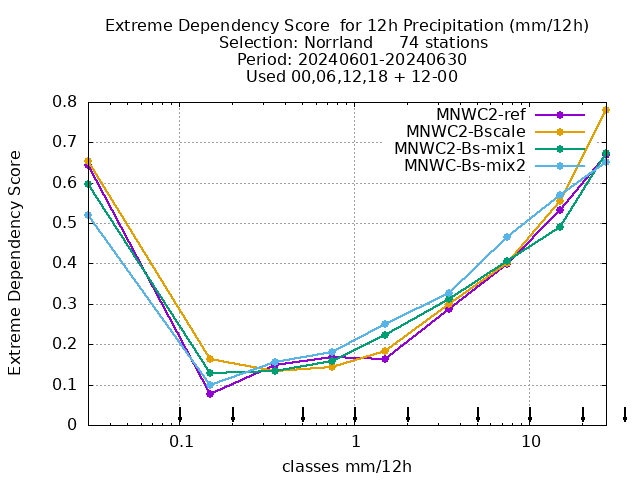 Extreme Dependency Score  for 12h Precipitation (mm/12h)
Selection: Norrland     74 stations
Period: 20240601-20240630
Used 00,06,12,18 + 12-00
MNWC2-ref
MNWC2-Bscale
MNWC2-Bs-mix1
MNWC-Bs-mix2
Extreme Dependency Score
0.8
0.7
0.6
0.5
0.4
0.3
0.2
0.1
0
0.1 1 10
classes mm/12h